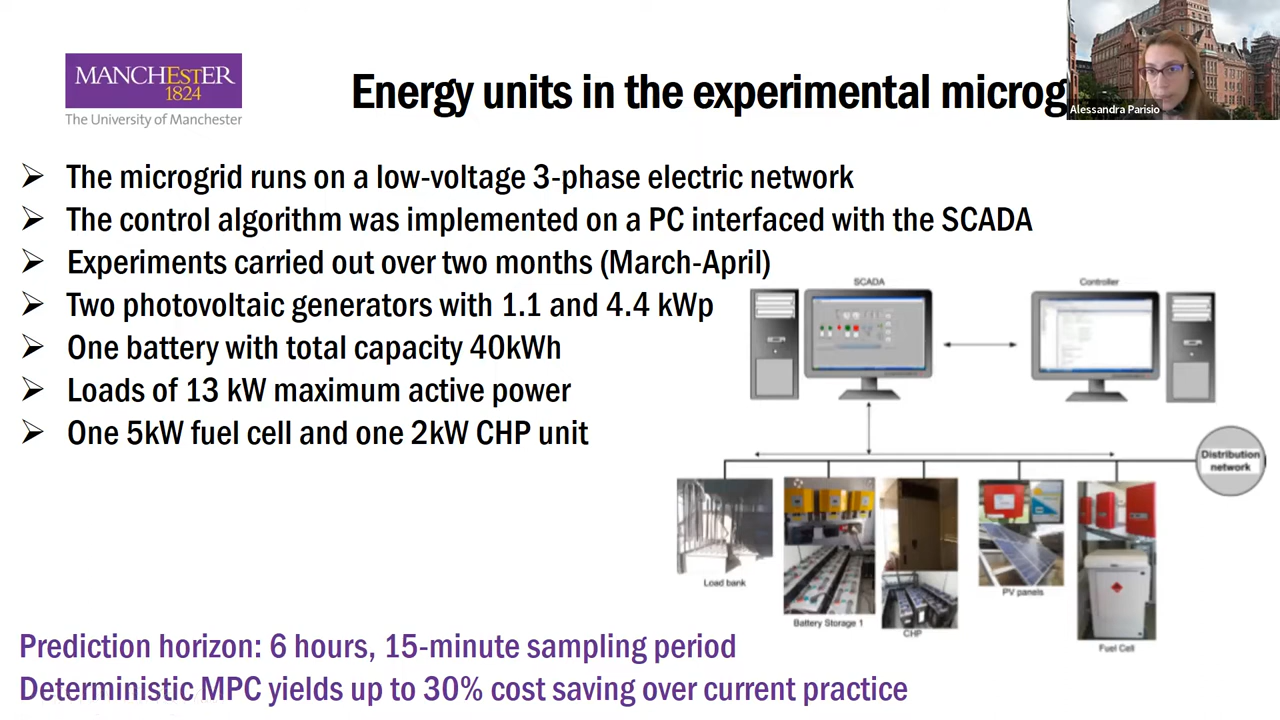 MANCHESTER
1824
The University of Manchester
Energy units in the experimental microg
Alessandra Parisio
The microgrid runs on a low-voltage 3-phase electric network
The control algorithm was implemented on a PC interfaced with the SCADA
Experiments carried out over two months (March-April)
Two photovoltaic generators with 1.1 and 4.4 kWp
One battery with total capacity 40kWh
Loads of 13 kW maximum active power
One 5kW fuel cell and one 2kW CHP unit
SCADA
Controller
Distribution
network
Load bank
Battery Storage 1
CHP
PV panels
Fuel Cell
Prediction horizon: 6 hours, 15-minute sampling period
Deterministic MPC yields up to 30% cost saving over current practice